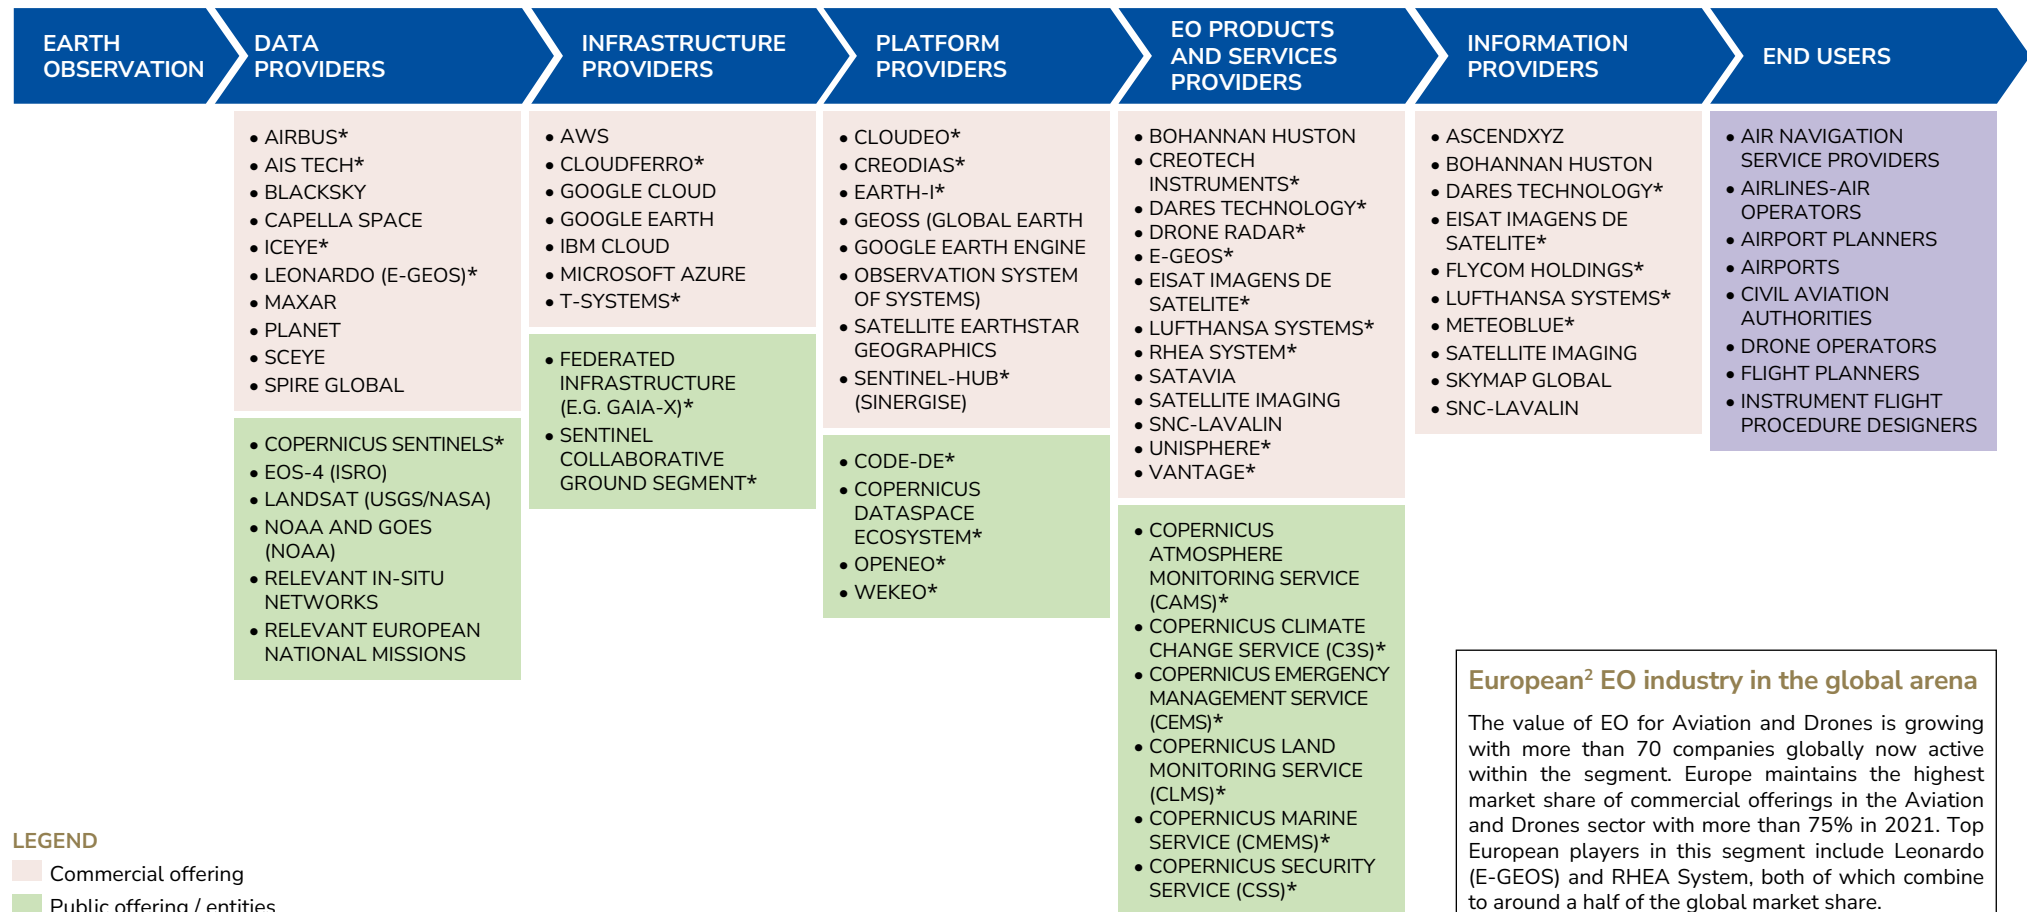 EARTH
OBSERVATION
DATA
PROVIDERS
INFRASTRUCTURE
PROVIDERS
PLATFORM
PROVIDERS
EO PRODUCTS
AND SERVICES
PROVIDERS
INFORMATION
PROVIDERS
END USERS
• AIRBUS*
• AIS TECH*
• BLACKSKY
• CAPELLA SPACE
• ICEYE*
• LEONARDO (E-GEOS)*
• MAXAR
• PLANET
• SCEYE
• SPIRE GLOBAL
• COPERNICUS SENTINELS*
• EOS-4 (ISRO)
• LANDSAT (USGS/NASA)
• NOAA AND GOES
(NOAA)
• RELEVANT IN-SITU
NETWORKS
• RELEVANT EUROPEAN
NATIONAL MISSIONS
• AWS
• CLOUDFERRO*
• GOOGLE CLOUD
• GOOGLE EARTH
• IBM CLOUD
• MICROSOFT AZURE
• T-SYSTEMS*
• FEDERATED
INFRASTRUCTURE
(E.G. GAIA-X)*
• SENTINEL
COLLABORATIVE
GROUND SEGMENT*
• CLOUDEO*
• CREODIAS*
• EARTH-I*
• GEOSS (GLOBAL EARTH
• GOOGLE EARTH ENGINE
• OBSERVATION SYSTEM
OF SYSTEMS)
• SATELLITE EARTHSTAR
GEOGRAPHICS
• SENTINEL-HUB*
(SINERGISE)
• CODE-DE*
• COPERNICUS
DATASPACE
ECOSYSTEM*
• OPENEO*
• WEKEO*
• BOHANNAN HUSTON
• CREOTECH
INSTRUMENTS*
• DARES TECHNOLOGY*
• DRONE RADAR*
• E-GEOS*
• EISAT IMAGENS DE
SATELITE*
• LUFTHANSA SYSTEMS*
• RHEA SYSTEM*
• SATAVIA
• SATELLITE IMAGING
• SNC-LAVALIN
• UNISPHERE*
• VANTAGE*
• COPERNICUS
ATMOSPHERE
MONITORING SERVICE
(CAMS)*
• COPERNICUS CLIMATE
CHANGE SERVICE (C3S)*
• COPERNICUS EMERGENCY
MANAGEMENT SERVICE
(CEMS)*
• COPERNICUS LAND
MONITORING SERVICE
(CLMS)*
• COPERNICUS MARINE
SERVICE (CMEMS)*
• COPERNICUS SECURITY
SERVICE (CSS)*
• ASCENDXYZ
• BOHANNAN HUSTON
• DARES TECHNOLOGY*
• EISAT IMAGENS DE
SATELITE*
• FLYCOM HOLDINGS*
• LUFTHANSA SYSTEMS*
• METEOBLUE*
• SATELLITE IMAGING
• SKYMAP GLOBAL
• SNC-LAVALIN
• AIR NAVIGATION
SERVICE PROVIDERS
• AIRLINES-AIR
OPERATORS
• AIRPORT PLANNERS
• AIRPORTS
• CIVIL AVIATION
AUTHORITIES
• DRONE OPERATORS
• FLIGHT PLANNERS
• INSTRUMENT FLIGHT
PROCEDURE DESIGNERS
European² EO industry in the global arena
The value of EO for Aviation and Drones is growing
with more than 70 companies globally now active
within the segment. Europe maintains the highest
market share of commercial offerings in the Aviation
and Drones sector with more than 75% in 2021. Top
European players in this segment include Leonardo
(E-GEOS) and RHEA System, both of which combine
to around a half of the global market share.
LEGEND
Commercial offering
Public offering / entities